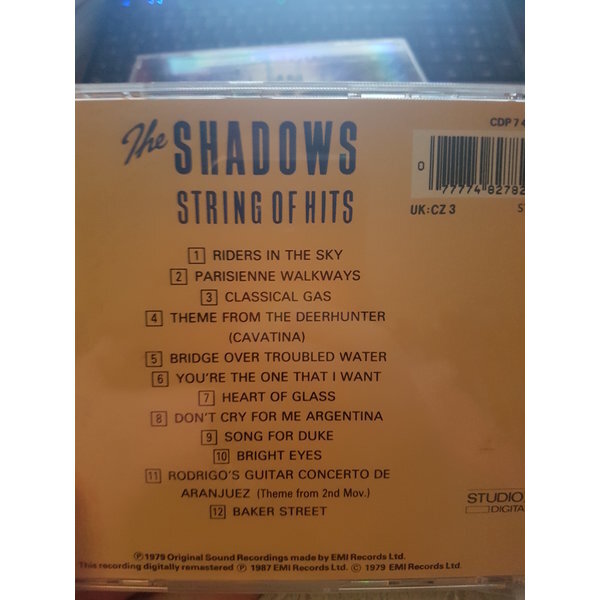 The SHADOWS
STRING OF HITS
CDP 7 4
0 77774 82782
UK: CZ 3
1 RIDERS IN THE SKY
2 PARISIENNE WALKWAYS
3 CLASSICAL GAS
4 THEME FROM THE DEERHUNTER
(CAVATINA)
5 BRIDGE OVER TROUBLED WATER
6 YOU'RE THE ONE THAT I WANT
7 HEART OF GLASS
8 DON'T CRY FOR ME ARGENTINA
9 SONG FOR DUKE
10 BRIGHT EYES
11 RODRIGO'S GUITAR CONCERTO DE
ARANJUEZ (Theme from 2nd Mov.)
12 BAKER STREET
STUDIO
DIGITA
Ⓟ 1979 Original Sound Recordings made by EMI Records Ltd.
This recording digitally remastered Ⓟ 1987 EMI Records Ltd. © 1979 EMI Records Ltd.